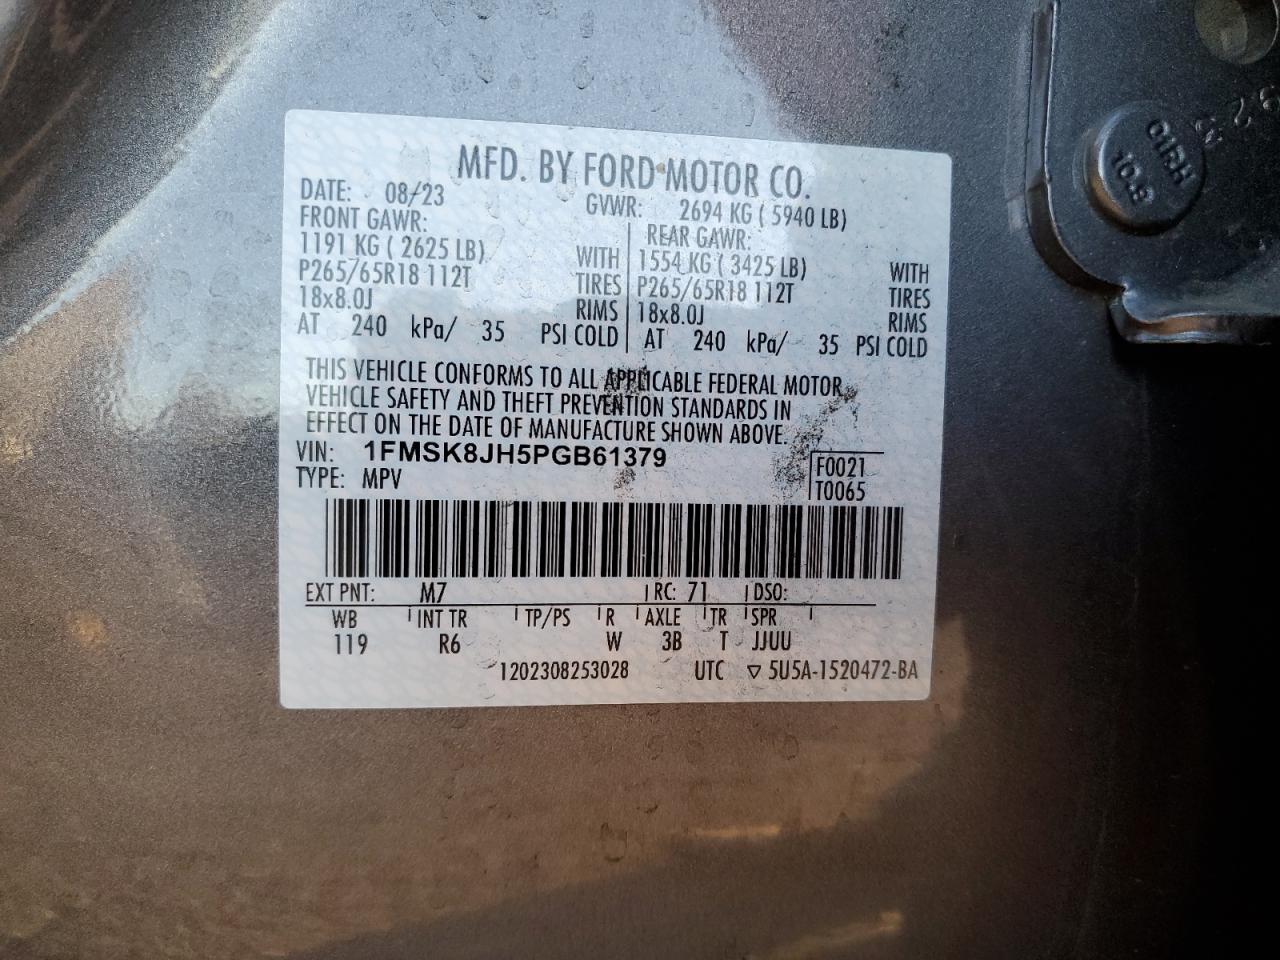 MFD. BY FORD MOTOR CO.
DATE: 08/23 GVWR: 2694 KG ( 5940 LB)
FRONT GAWR:
1191 KG ( 2625 LB) WITH
P265/65R18 112T TIRES
18x8.0J RIMS
AT 240 kPa/ 35 PSI COLD
REAR GAWR:
1554 KG ( 3425 LB) WITH
P265/65R18 112T TIRES
18x8.0J RIMS
AT 240 kPa/ 35 PSI COLD
THIS VEHICLE CONFORMS TO ALL APPLICABLE FEDERAL MOTOR
VEHICLE SAFETY AND THEFT PREVENTION STANDARDS IN
EFFECT ON THE DATE OF MANUFACTURE SHOWN ABOVE.
VIN: 1FMSK8JH5PGB61379
TYPE: MPV
F0021
T0065
EXT PNT: M7 RC: 71 DSO:
WB INT TR TP/PS R AXLE TR SPR
119 R6 W 3B T JJUU
1202308253028 UTC ▽ 5U5A-1520472-BA
10.9